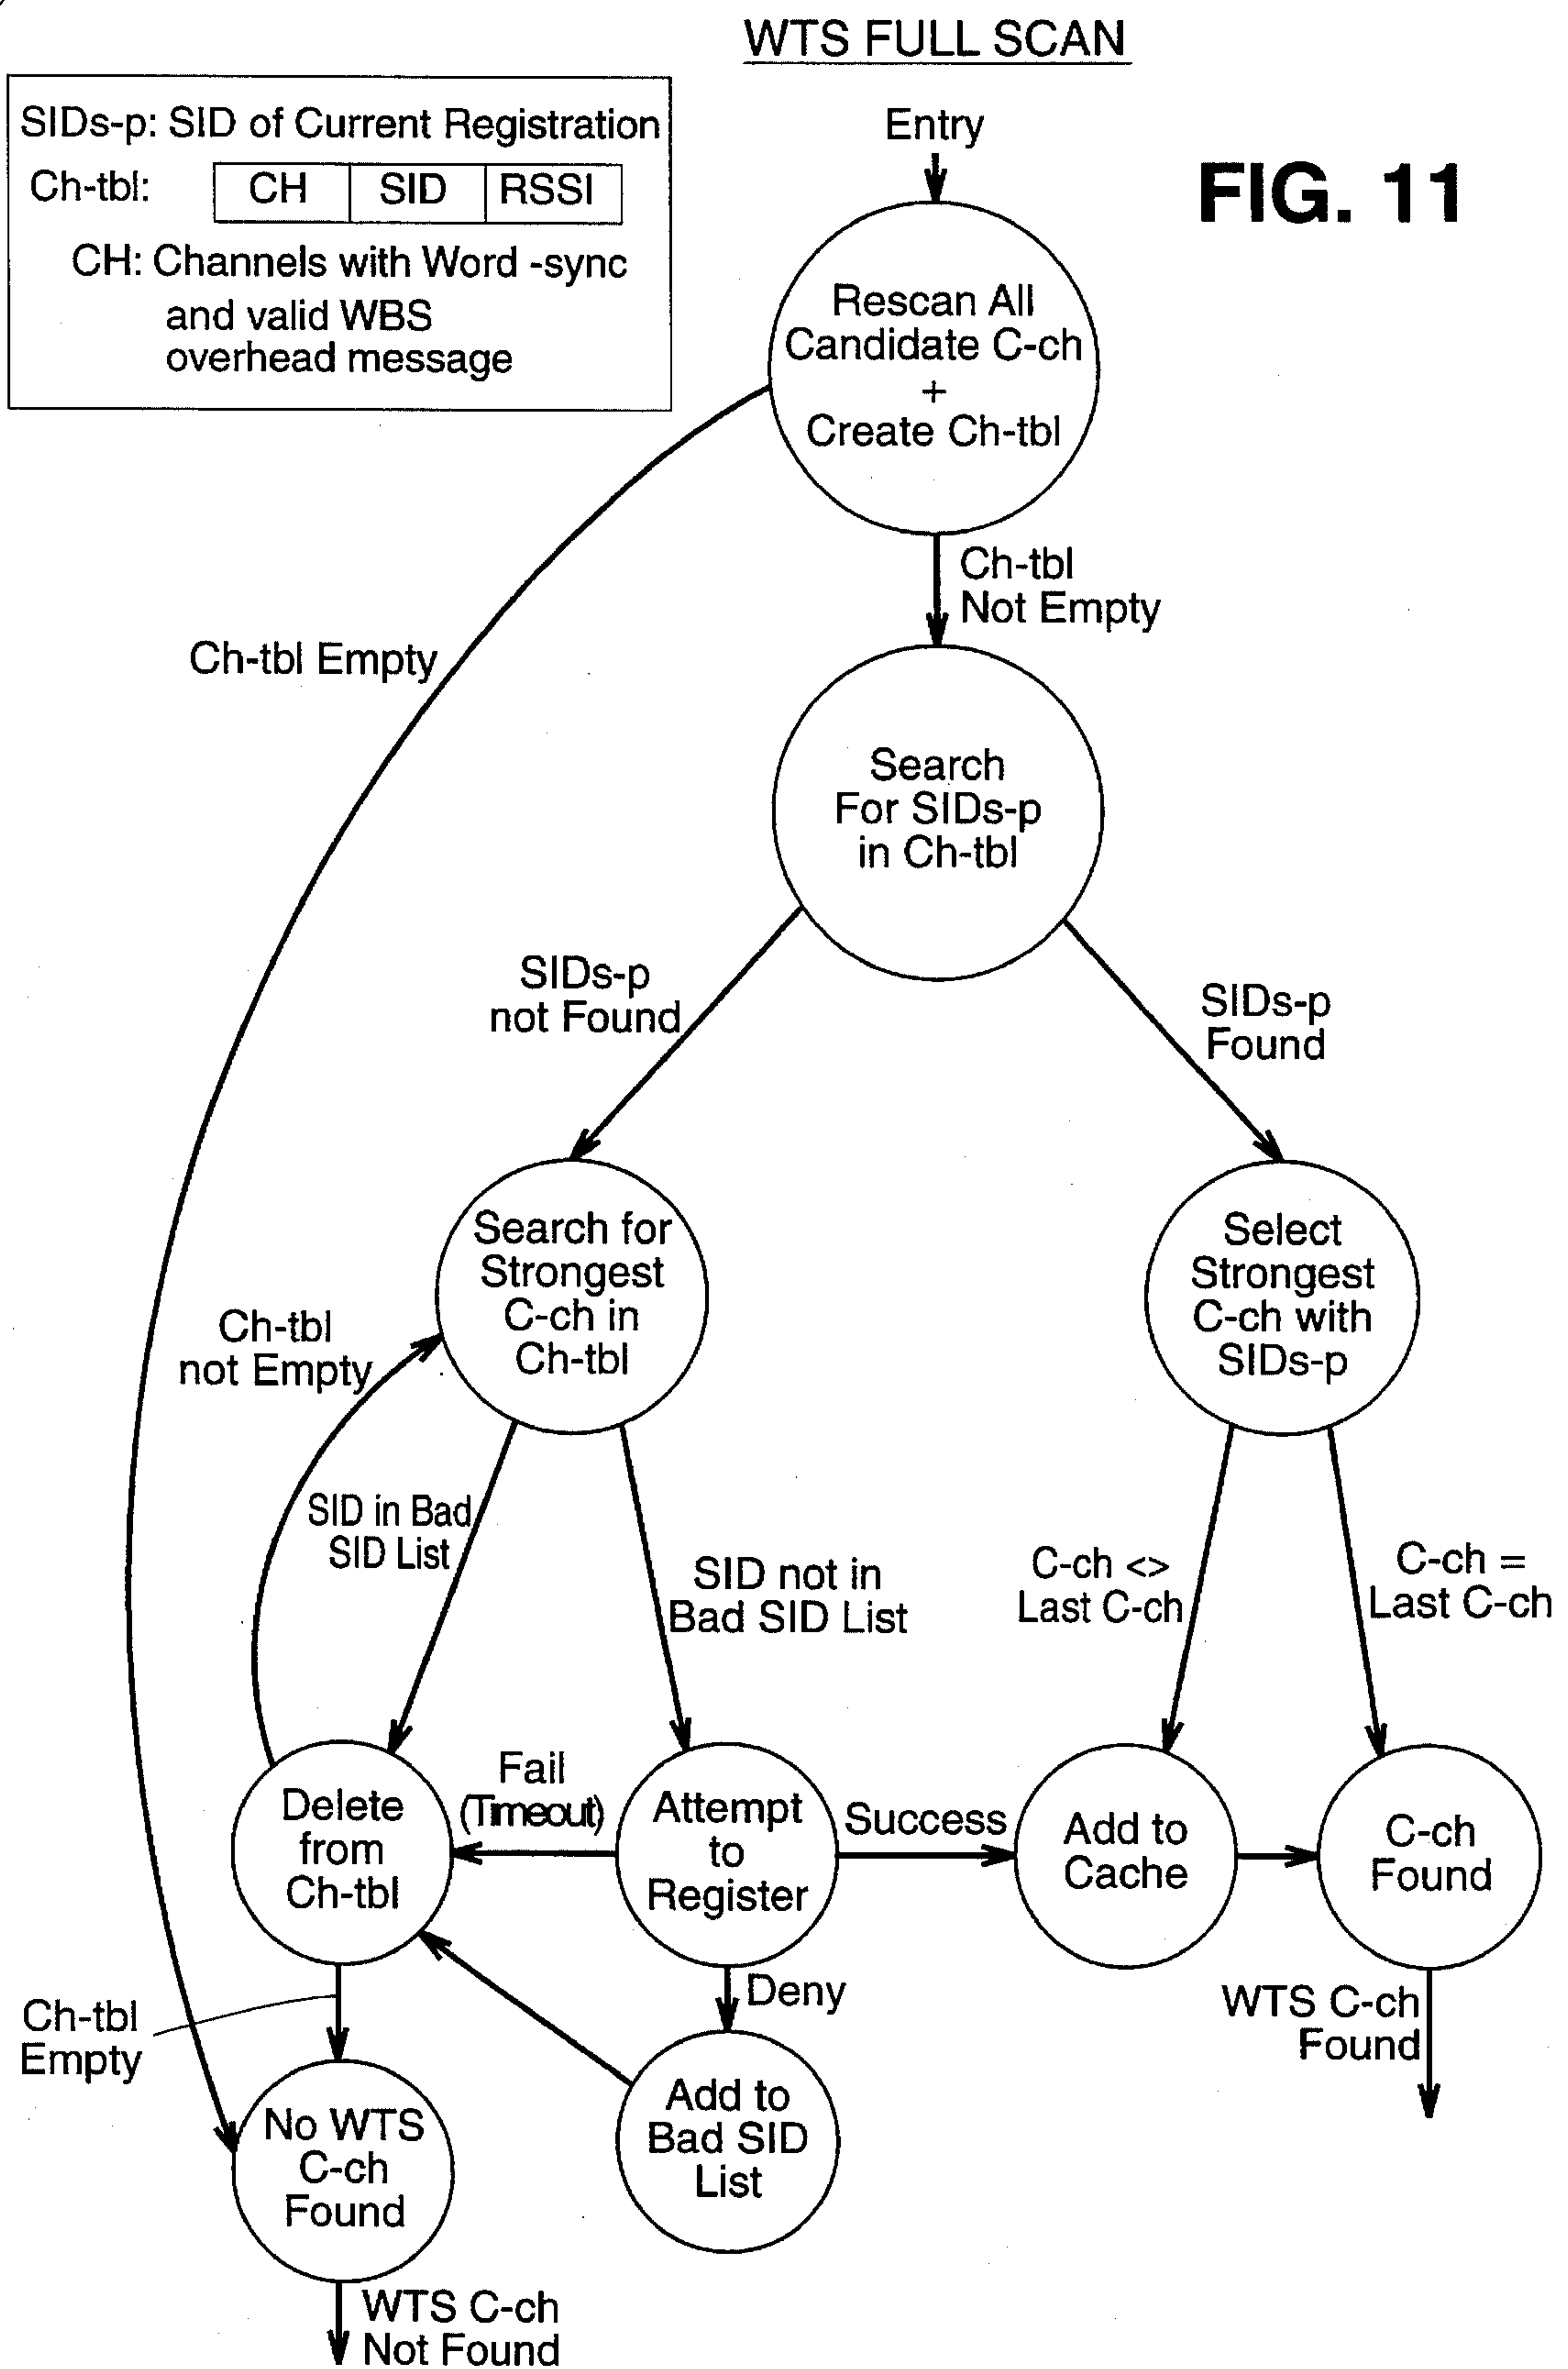 WTS FULL SCAN
SIDs-p: SID of Current Registration
Ch-tbl: CH SID RSSI
CH: Channels with Word -sync
and valid WBS
overhead message
Entry
FIG. 11
Rescan All
Candidate C-ch
+
Create Ch-tbl
Ch-tbl
Not Empty
Ch-tbl Empty
Search
For SIDs-p
in Ch-tbl
SIDs-p
not Found
SIDs-p
Found
Search for
Strongest
C-ch in
Ch-tbl
Select
Strongest
C-ch with
SIDs-p
Ch-tbl
not Empty
SID in Bad
SID List
SID not in
Bad SID List
C-ch <>
Last C-ch
C-ch =
Last C-ch
Delete
from
Ch-tbl
Fail
(Timeout)
Attempt
to
Register
Success
Add to
Cache
C-ch
Found
Ch-tbl
Empty
Deny
WTS C-ch
Found
No WTS
C-ch
Found
Add to
Bad SID
List
WTS C-ch
Not Found